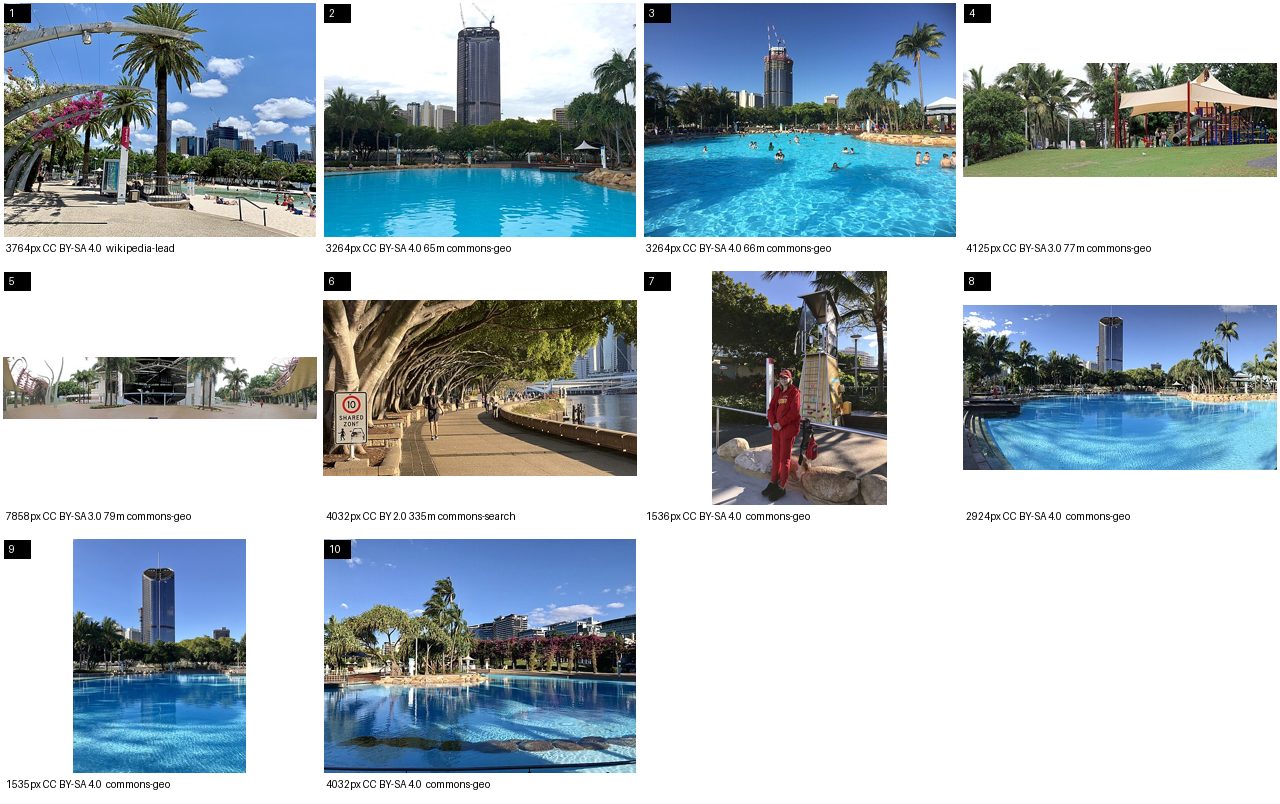 1
2
3
4
3764px CC BY-SA 4.0 wikipedia-lead
3264px CC BY-SA 4.0 65m commons-geo
3264px CC BY-SA 4.0 66m commons-geo
4125px CC BY-SA 3.0 77m commons-geo
5
6
7
8
10
SHARED
ZONE
7858px CC BY-SA 3.0 79m commons-geo
4032px CC BY 2.0 335m commons-search
1536px CC BY-SA 4.0 commons-geo
2924px CC BY-SA 4.0 commons-geo
9
10
1535px CC BY-SA 4.0 commons-geo
4032px CC BY-SA 4.0 commons-geo